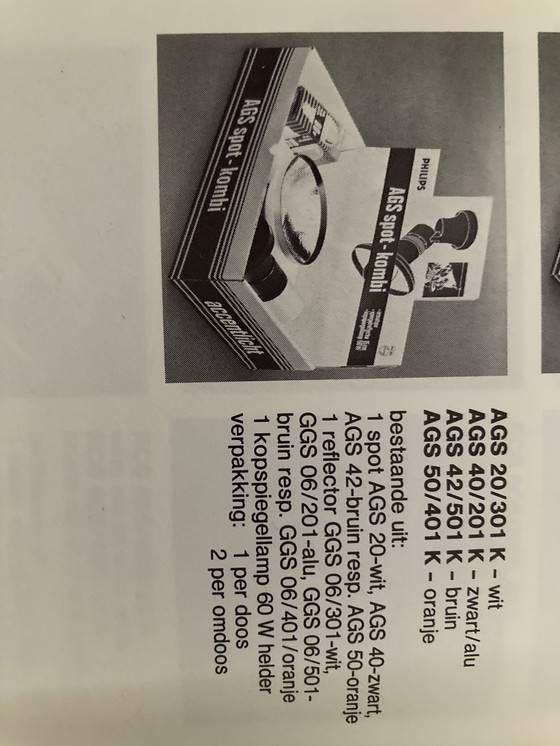 AGS spot-kombi
accentlicht
PHILIPS
AGS spot-kombi
AGS 20/301 K – wit
AGS 40/201 K – zwart/alu
AGS 42/501 K – bruin
AGS 50/401 K – oranje
bestaande uit:
1 spot AGS 20-wit, AGS 40-zwart,
AGS 42-bruin resp. AGS 50-oranje
1 reflector GGS 06/301-wit,
GGS 06/201-alu, GGS 06/501-
bruin resp. GGS 06/401/oranje
1 kopspiegellamp 60 W helder
verpakking: 1 per doos
2 per omdoos